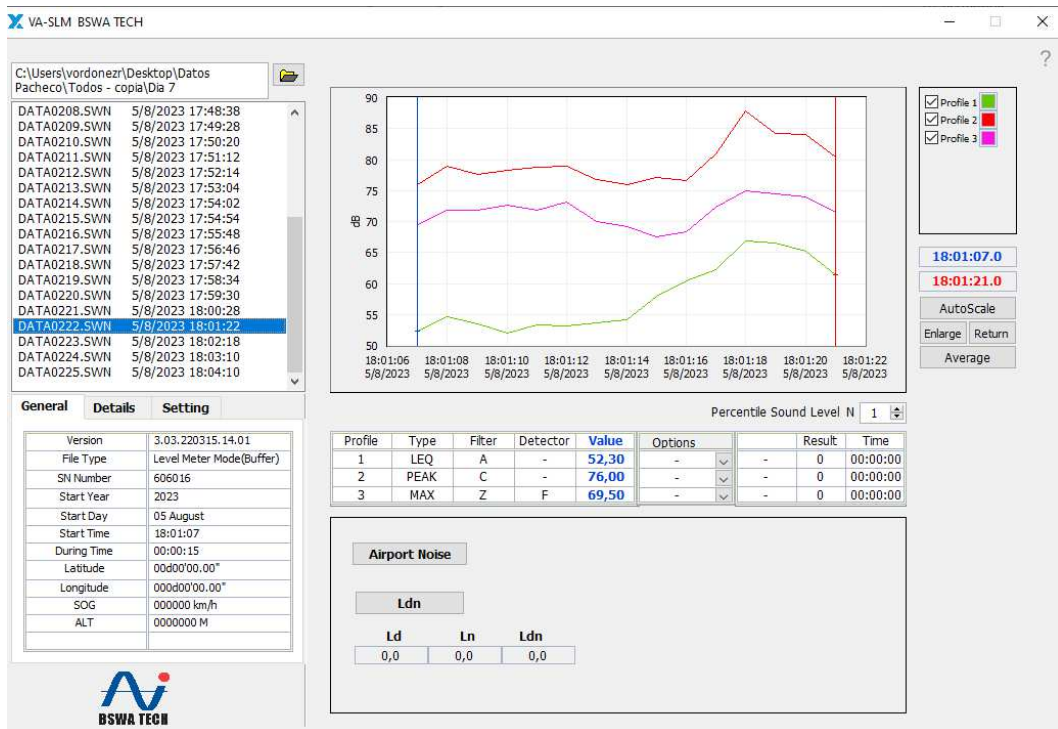 VA-SLM BSWA TECH
?
C:\Users\vordonezr\Desktop\Datos
Pacheco\Todos - copia\Dia 7
DATA0208.SWN 5/8/2023 17:48:38
DATA0209.SWN 5/8/2023 17:49:28
DATA0210.SWN 5/8/2023 17:50:20
DATA0211.SWN 5/8/2023 17:51:12
DATA0212.SWN 5/8/2023 17:52:14
DATA0213.SWN 5/8/2023 17:53:04
DATA0214.SWN 5/8/2023 17:54:02
DATA0215.SWN 5/8/2023 17:54:54
DATA0216.SWN 5/8/2023 17:55:48
DATA0217.SWN 5/8/2023 17:56:46
DATA0218.SWN 5/8/2023 17:57:42
DATA0219.SWN 5/8/2023 17:58:34
DATA0220.SWN 5/8/2023 17:59:30
DATA0221.SWN 5/8/2023 18:00:28
DATA0222.SWN 5/8/2023 18:01:22
DATA0223.SWN 5/8/2023 18:02:18
DATA0224.SWN 5/8/2023 18:03:10
DATA0225.SWN 5/8/2023 18:04:10
General Details Setting
Version 3.03.220315.14.01
File Type Level Meter Mode(Buffer)
SN Number 606016
Start Year 2023
Start Day 05 August
Start Time 18:01:07
During Time 00:00:15
Latitude 00d00'00.00"
Longitude 000d00'00.00"
SOG 000000 km/h
ALT 0000000 M
BSWA TECH
90
85
80
75
70
65
60
55
50
dB
18:01:06 18:01:08 18:01:10 18:01:12 18:01:14 18:01:16 18:01:18 18:01:20 18:01:22
5/8/2023 5/8/2023 5/8/2023 5/8/2023 5/8/2023 5/8/2023 5/8/2023 5/8/2023 5/8/2023
Profile 1
Profile 2
Profile 3
18:01:07.0
18:01:21.0
AutoScale
Enlarge Return
Average
Percentile Sound Level N 1
Profile Type Filter Detector Value Options Result Time
1 LEQ A - 52,30 - - 0 00:00:00
2 PEAK C - 76,00 - - 0 00:00:00
3 MAX Z F 69,50 - - 0 00:00:00
Airport Noise
Ldn
Ld Ln Ldn
0,0 0,0 0,0